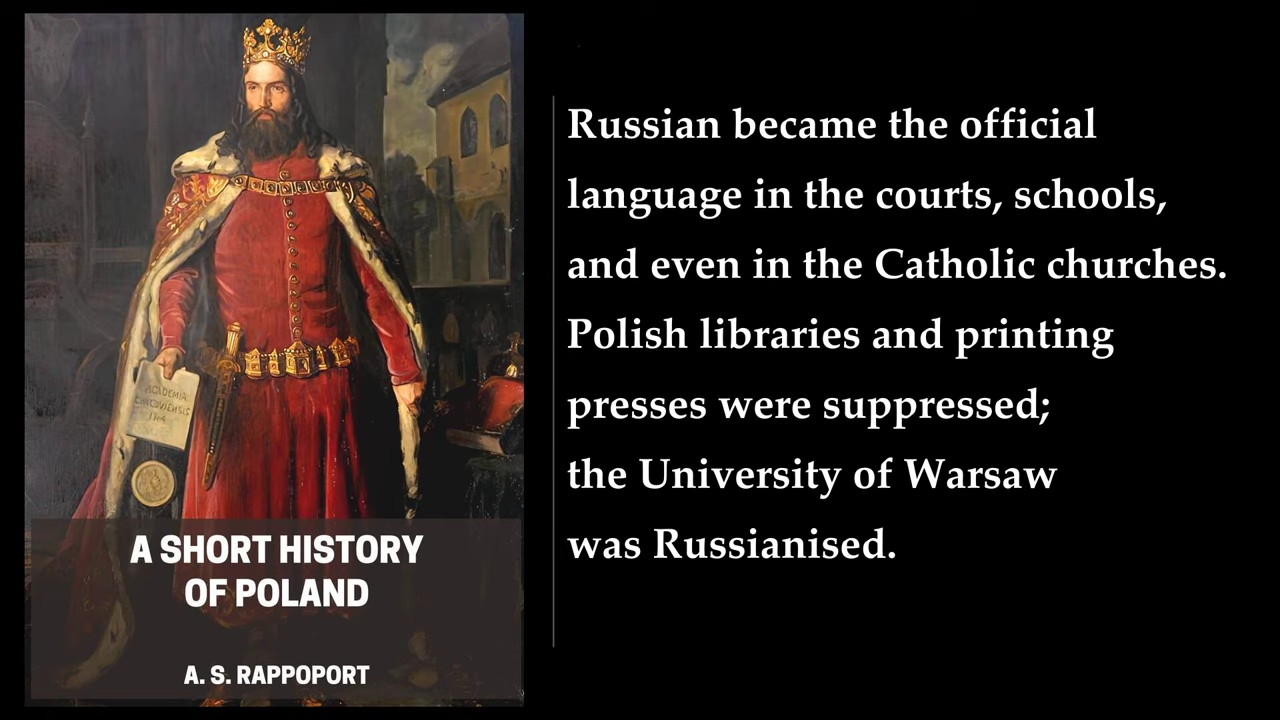 ACADEMIA
A SHORT HISTORY
OF POLAND
A. S. RAPPOPORT
Russian became the official
language in the courts, schools,
and even in the Catholic churches.
Polish libraries and printing
presses were suppressed;
the University of Warsaw
was Russianised.